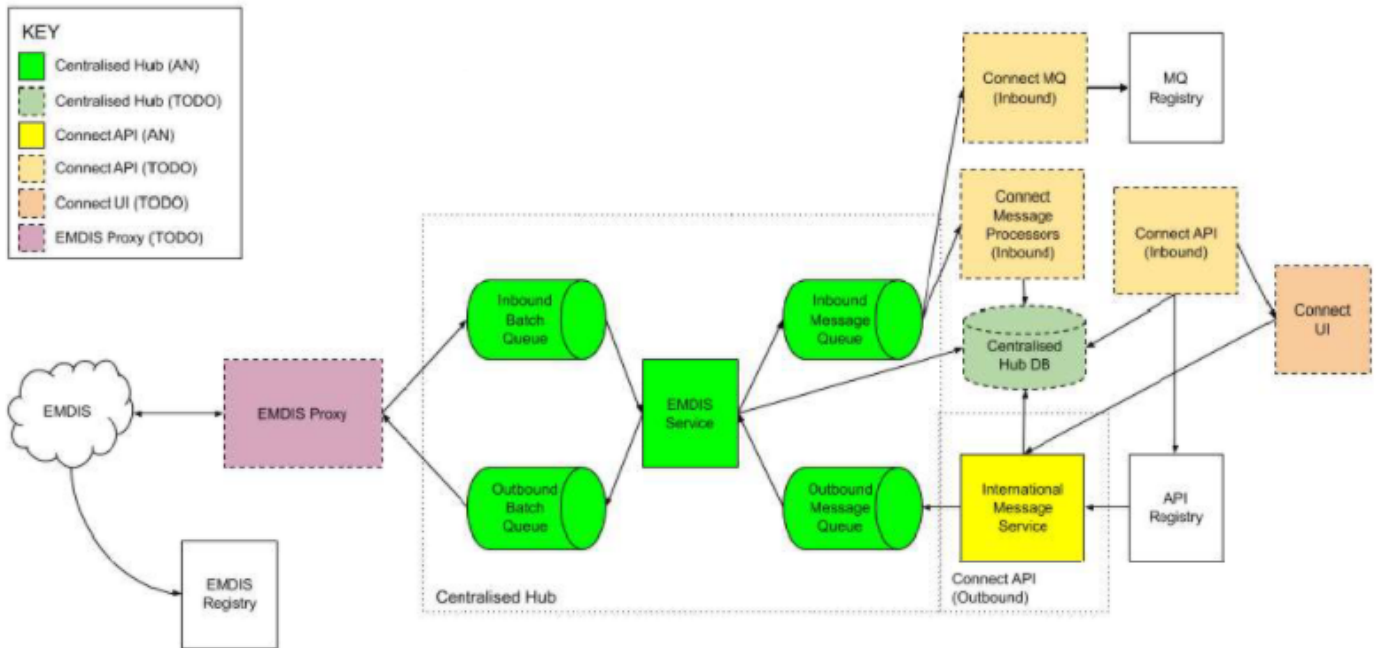 KEY
Centralised Hub (AN)
Centralised Hub (TODO)
Connect API (AN)
Connect API (TODO)
Connect UI (TODO)
EMDIS Proxy (TODO)
Connect MQ
(Inbound)
MQ
Registry
Connect
Message
Processors
(Inbound)
Connect API
(Inbound)
Connect
UI
Inbound
Batch
Queue
Inbound
Message
Queue
Centralised
Hub DB
EMDIS
EMDIS Proxy
EMDIS
Service
Outbound
Batch
Queue
Outbound
Message
Queue
International
Message
Service
API
Registry
EMDIS
Registry
Centralised Hub
Connect API
(Outbound)